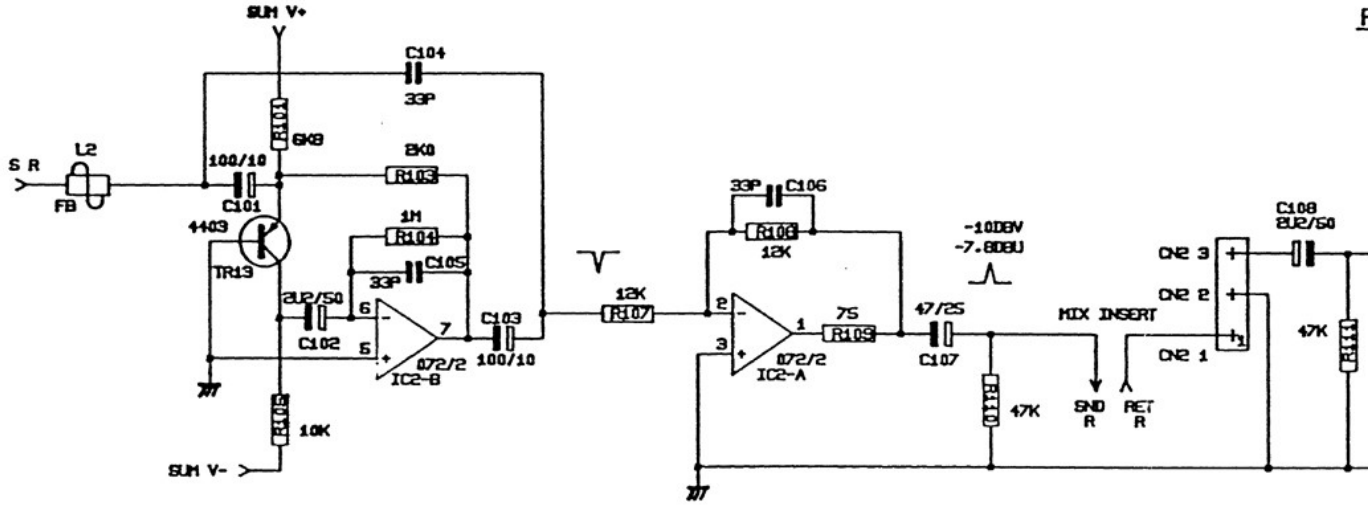 SUM V+
C104
33P
R101
6K8
L2
S R
FB
100/10
C101
2K0
R103
4403
TR13
1M
R104
C105
33P
2U2/50
C102
6
5
7
072/2
IC2-B
C103
100/10
R105
10K
SUM V-
12K
R107
33P
C106
R108
12K
2
3
1
072/2
IC2-A
75
R109
-10DBV
-7.8DBU
47/25
C107
R110
47K
MIX INSERT
SND
R
RET
R
CN2 3
CN2 2
CN2 1
1
C108
2U2/50
47K
R111